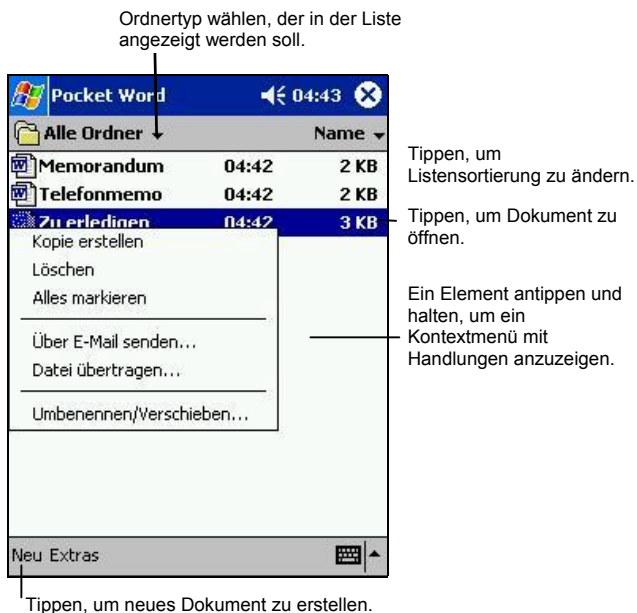 Ordnertyp wählen, der in der Liste
angezeigt werden soll.
Pocket Word 04:43
Alle Ordner Name
Memorandum 04:42 2 KB
Telefonmemo 04:42 2 KB
Zu erledigen 04:42 3 KB
Kopie erstellen
Löschen
Alles markieren
Über E-Mail senden...
Datei übertragen...
Umbenennen/Verschieben...
Neu Extras
Tippen, um
Listensortierung zu ändern.
Tippen, um Dokument zu
öffnen.
Ein Element antippen und
halten, um ein
Kontextmenü mit
Handlungen anzuzeigen.
Tippen, um neues Dokument zu erstellen.